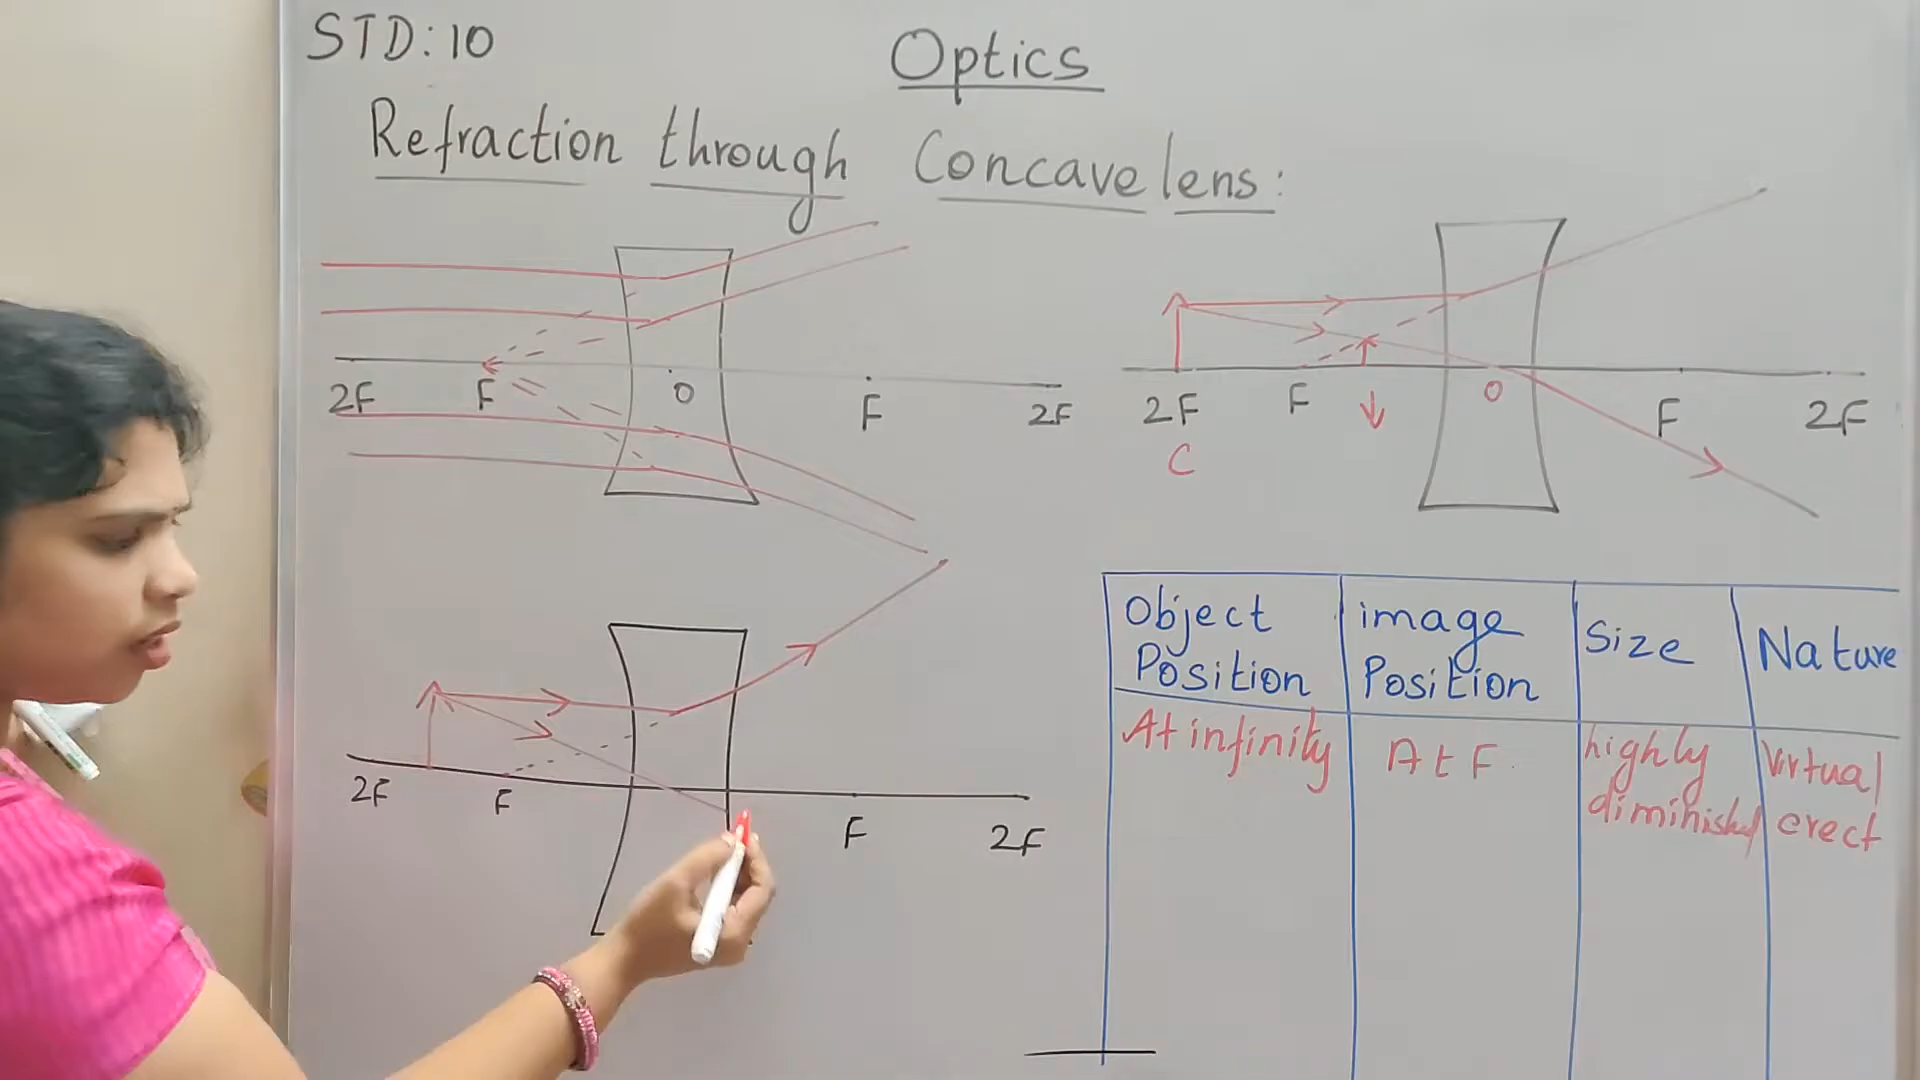 STD: 10
Optics
Refraction through Concave lens:
2F F O F 2F
2F F O F 2F
C
2F F F 2F
Object Position
image Position
Size
Nature
At infinity
At F
highly diminished
Virtual erect